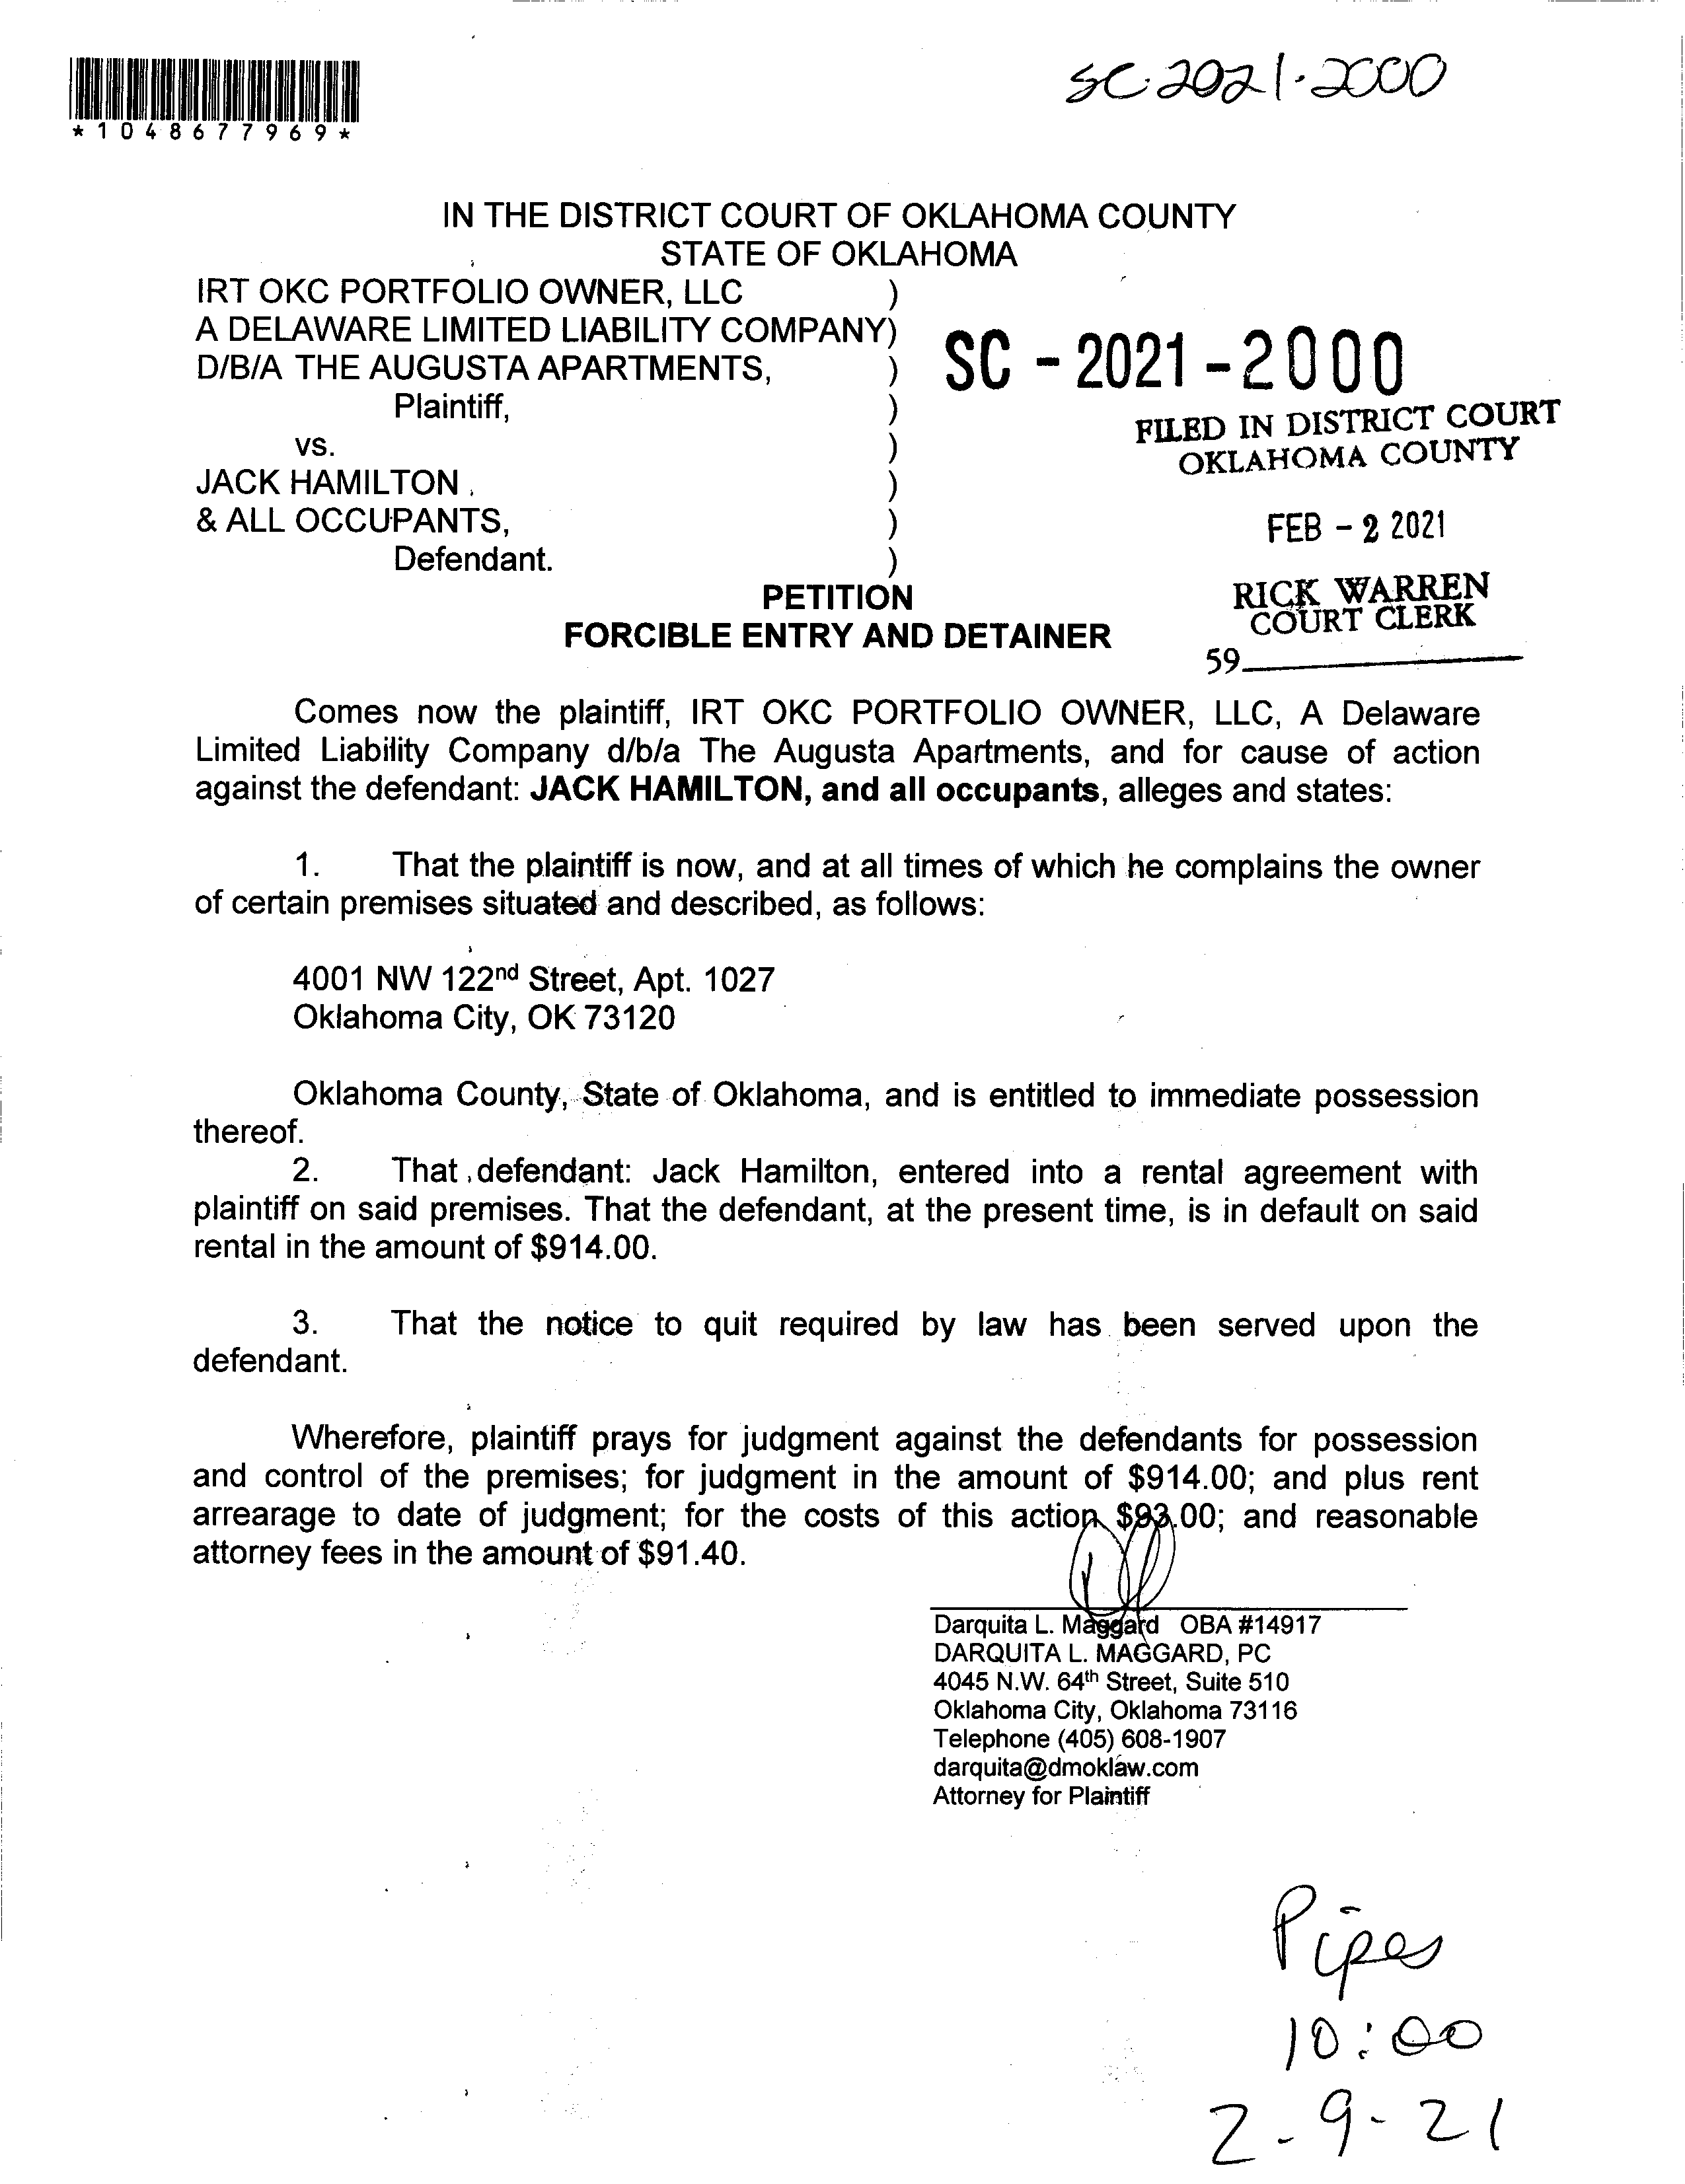 SC-2021-2000
*1048677969*
IN THE DISTRICT COURT OF OKLAHOMA COUNTY
STATE OF OKLAHOMA
IRT OKC PORTFOLIO OWNER, LLC )
A DELAWARE LIMITED LIABILITY COMPANY)
D/B/A THE AUGUSTA APARTMENTS, )
Plaintiff, )
vs. )
JACK HAMILTON )
& ALL OCCUPANTS, )
Defendant. )
SC - 2021 - 2000
FILED IN DISTRICT COURT
OKLAHOMA COUNTY
FEB - 2 2021
RICK WARREN
COURT CLERK
59
PETITION
FORCIBLE ENTRY AND DETAINER
Comes now the plaintiff, IRT OKC PORTFOLIO OWNER, LLC, A Delaware
Limited Liability Company d/b/a The Augusta Apartments, and for cause of action
against the defendant: JACK HAMILTON, and all occupants, alleges and states:
1. That the plaintiff is now, and at all times of which he complains the owner
of certain premises situated and described, as follows:
4001 NW 122nd Street, Apt. 1027
Oklahoma City, OK 73120
Oklahoma County, State of Oklahoma, and is entitled to immediate possession
thereof.
2. That defendant: Jack Hamilton, entered into a rental agreement with
plaintiff on said premises. That the defendant, at the present time, is in default on said
rental in the amount of $914.00.
3. That the notice to quit required by law has been served upon the
defendant.
Wherefore, plaintiff prays for judgment against the defendants for possession
and control of the premises; for judgment in the amount of $914.00; and plus rent
arrearage to date of judgment; for the costs of this action $93.00; and reasonable
attorney fees in the amount of $91.40.
Darquita L. Maggard OBA #14917
DARQUITA L. MAGGARD, PC
4045 N.W. 64th Street, Suite 510
Oklahoma City, Oklahoma 73116
Telephone (405) 608-1907
darquita@dmoklaw.com
Attorney for Plaintiff
Pipes
10:00
2-9-21